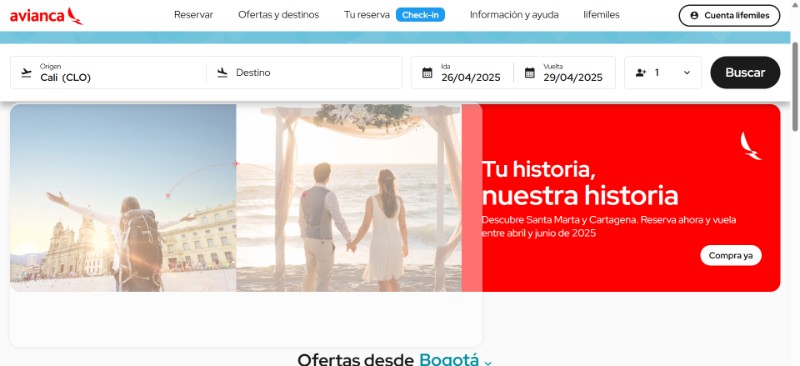 avianca
Reservar
Ofertas y destinos
Tu reserva
Check-in
Información y ayuda
lifemiles
Cuenta lifemiles
Origen
Cali (CLO)
Destino
Ida
26/04/2025
Vuelta
29/04/2025
1
Buscar
Tu historia,
nuestra historia
Descubre Santa Marta y Cartagena. Reserva ahora y vuela
entre abril y junio de 2025
Compra ya
Ofertas desde Bogotá